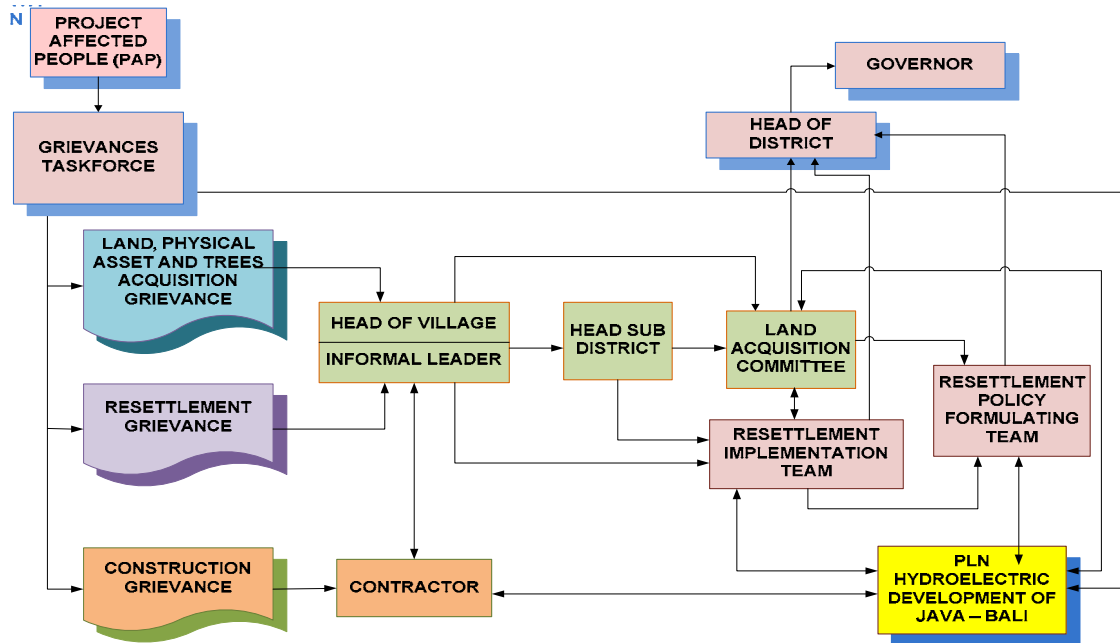 N
PROJECT
AFFECTED
PEOPLE (PAP)
GOVERNOR
HEAD OF
DISTRICT
GRIEVANCES
TASKFORCE
LAND, PHYSICAL
ASSET AND TREES
ACQUISITION
GRIEVANCE
HEAD OF VILLAGE
INFORMAL LEADER
HEAD SUB
DISTRICT
LAND
ACQUISITION
COMMITTEE
RESETTLEMENT
POLICY
FORMULATING
TEAM
RESETTLEMENT
GRIEVANCE
RESETTLEMENT
IMPLEMENTATION
TEAM
CONSTRUCTION
GRIEVANCE
CONTRACTOR
PLN
HYDROELECTRIC
DEVELOPMENT OF
JAVA – BALI